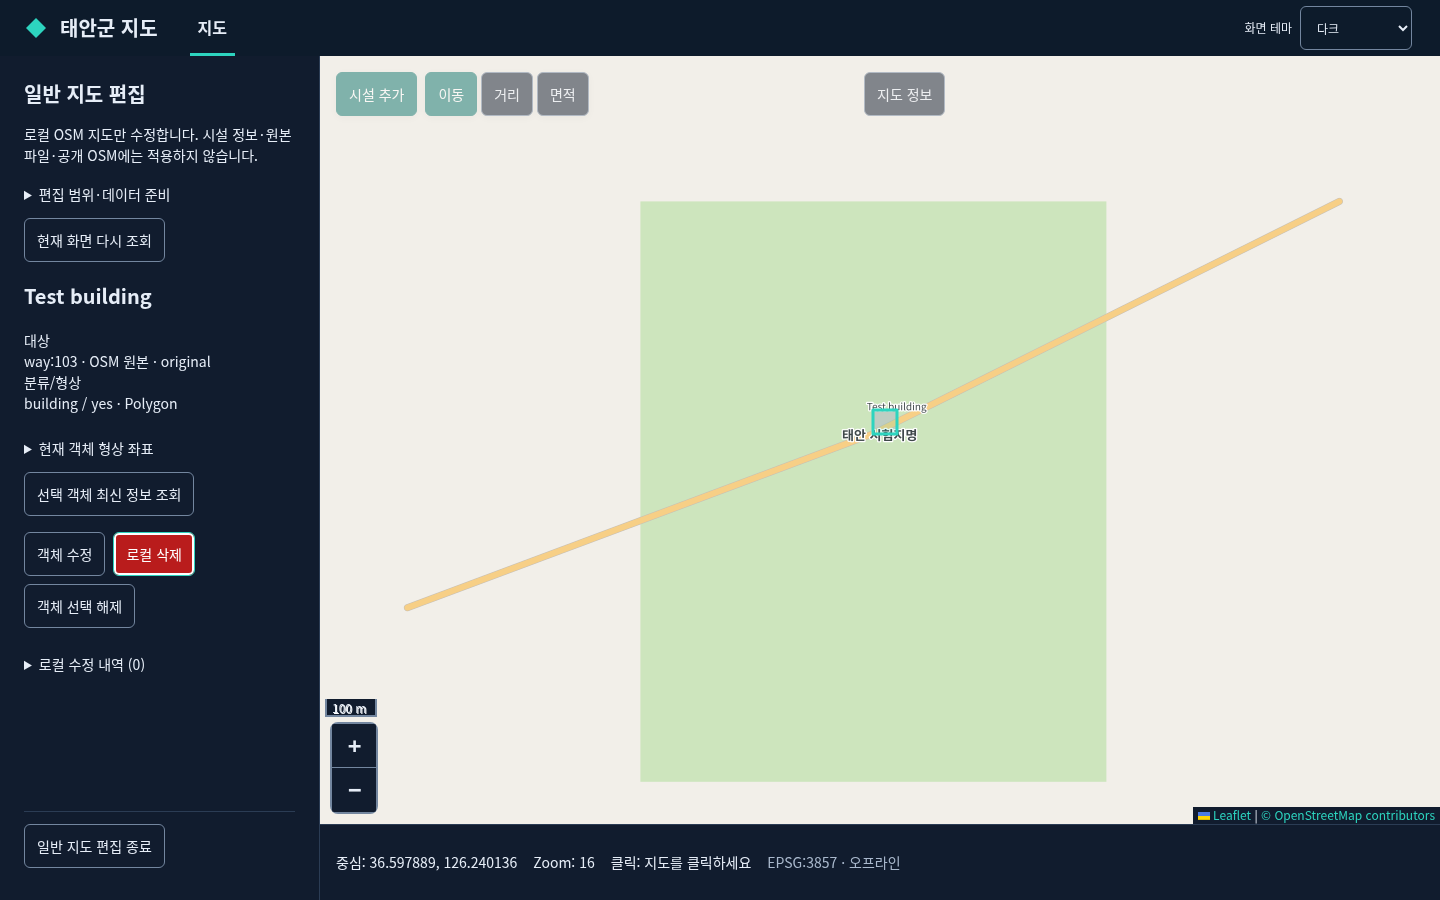 태안군 지도
지도
화면 테마
다크
일반 지도 편집
로컬 OSM 지도만 수정합니다. 시설 정보·원본
파일·공개 OSM에는 적용하지 않습니다.
편집 범위·데이터 준비
현재 화면 다시 조회
Test building
대상
way:103 · OSM 원본 · original
분류/형상
building / yes · Polygon
현재 객체 형상 좌표
선택 객체 최신 정보 조회
객체 수정
로컬 삭제
객체 선택 해제
로컬 수정 내역 (0)
일반 지도 편집 종료
시설 추가
이동
거리
면적
지도 정보
Test building
태안 시험지명
100 m
+
−
Leaflet | © OpenStreetMap contributors
중심: 36.597889, 126.240136
Zoom: 16
클릭: 지도를 클릭하세요
EPSG:3857 · 오프라인